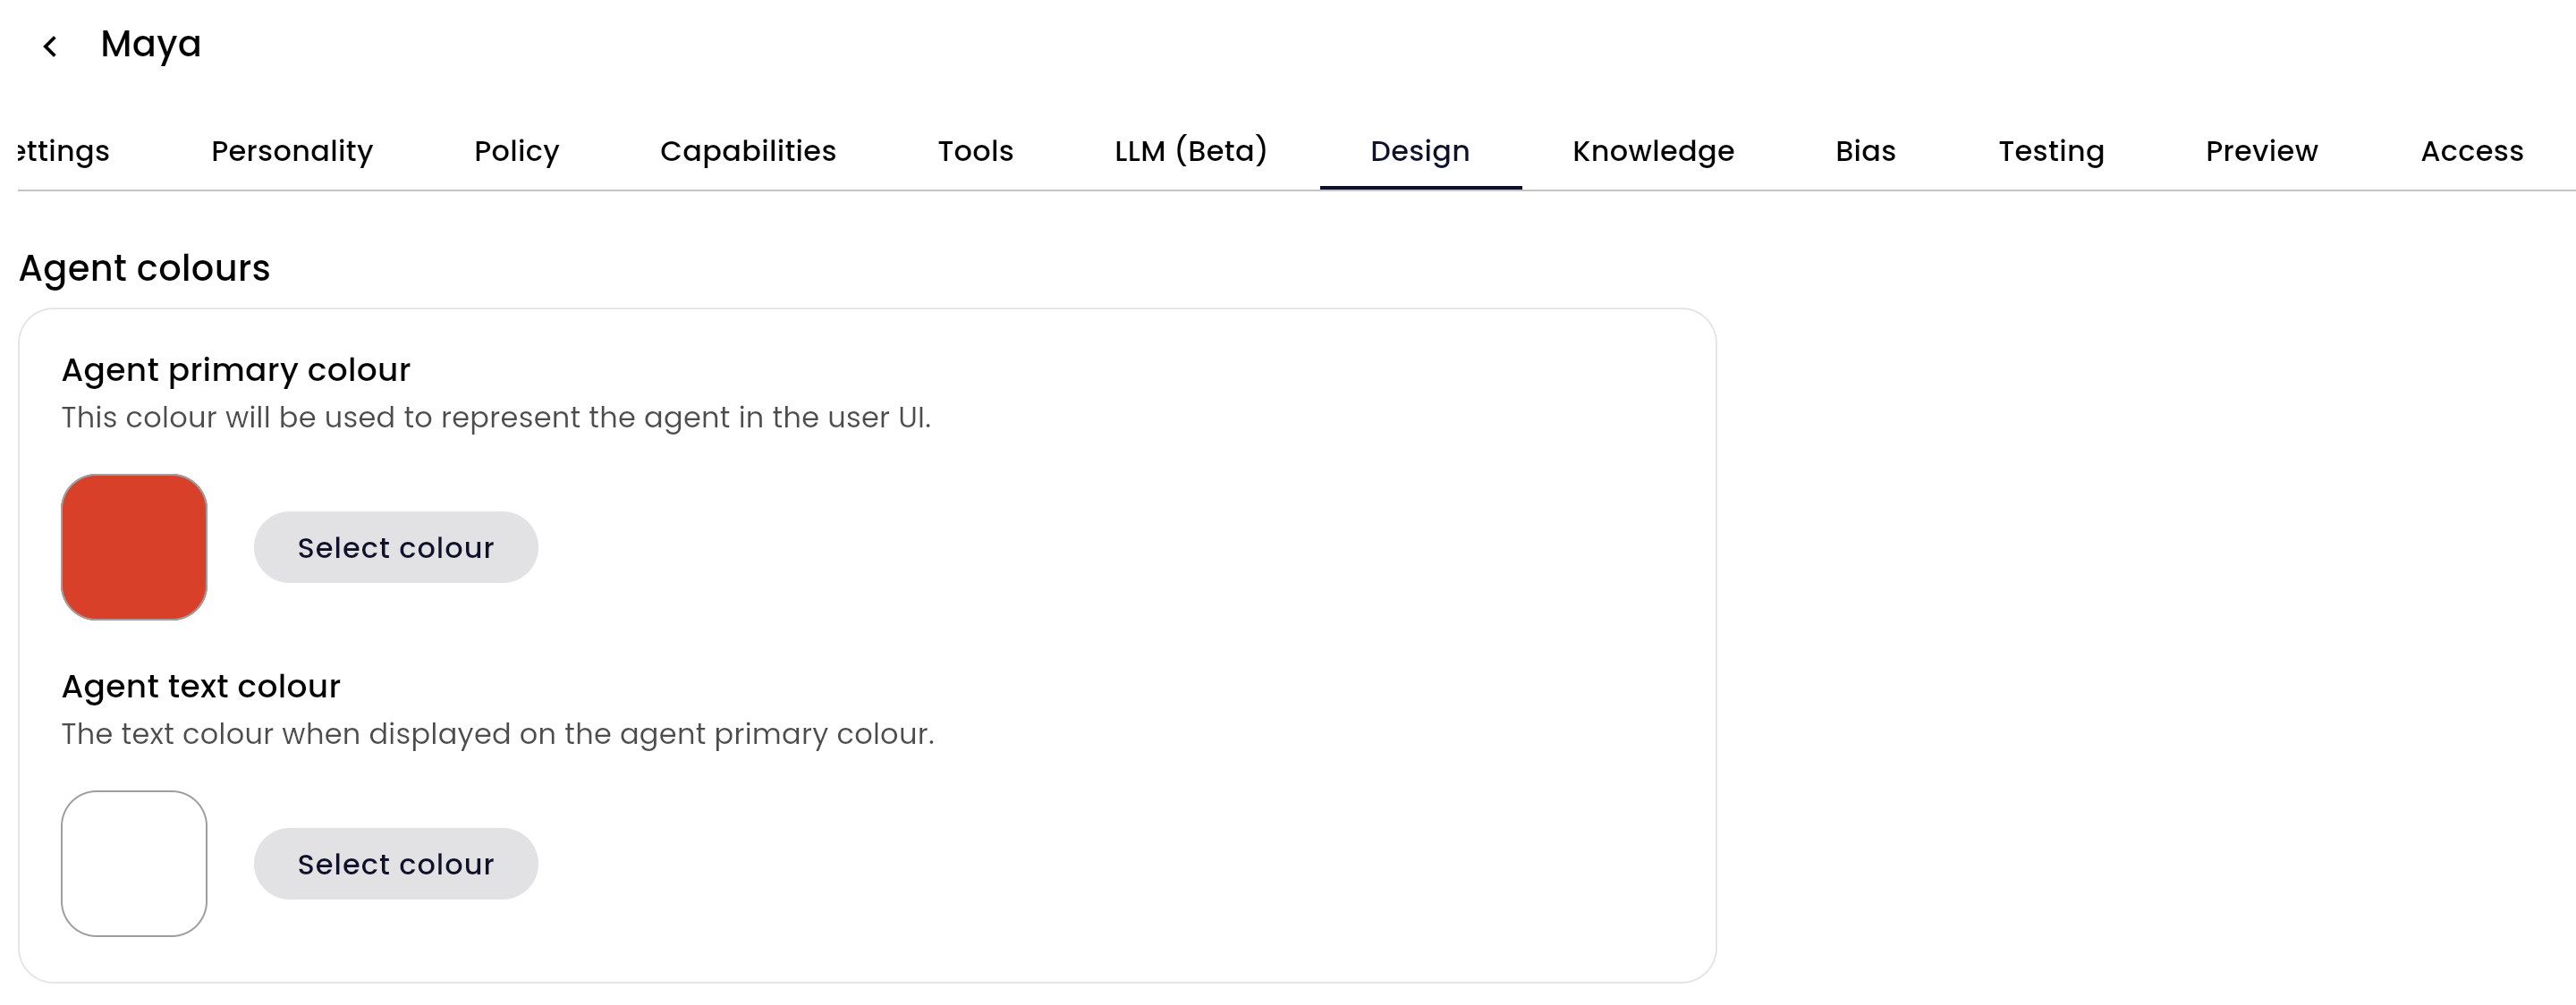 Maya
ettings Personality Policy Capabilities Tools LLM (Beta) Design Knowledge Bias Testing Preview Access
Agent colours
Agent primary colour
This colour will be used to represent the agent in the user UI.
Select colour
Agent text colour
The text colour when displayed on the agent primary colour.
Select colour